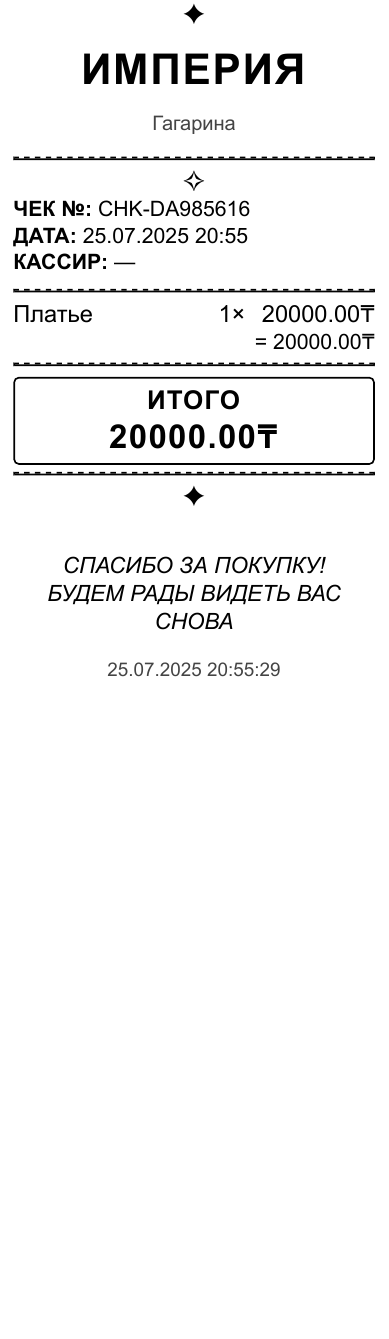 ИМПЕРИЯ
Гагарина
ЧЕК №: CHK-DA985616
ДАТА: 25.07.2025 20:55
КАССИР: —
Платье 1× 20000.00₸
= 20000.00₸
ИТОГО
20000.00₸
СПАСИБО ЗА ПОКУПКУ!
БУДЕМ РАДЫ ВИДЕТЬ ВАС
СНОВА
25.07.2025 20:55:29